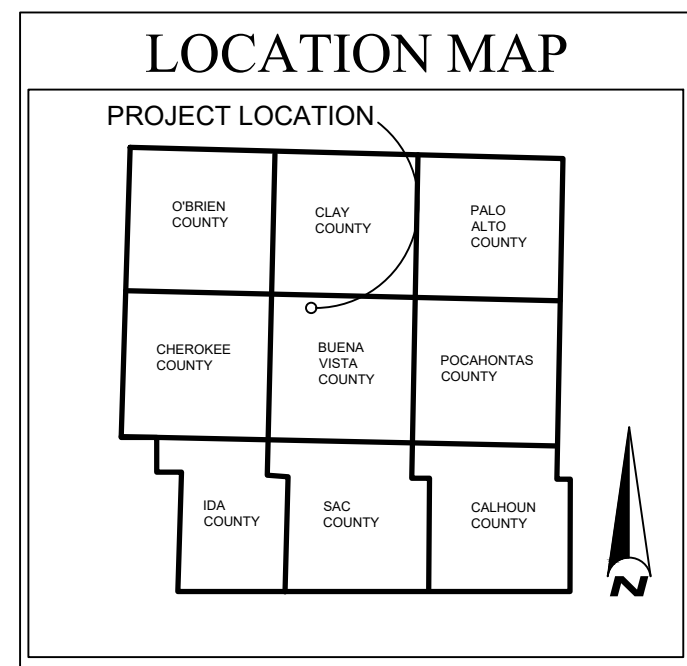 LOCATION MAP
PROJECT LOCATION
O'BRIEN
COUNTY
CLAY
COUNTY
PALO
ALTO
COUNTY
CHEROKEE
COUNTY
BUENA
VISTA
COUNTY
POCAHONTAS
COUNTY
IDA
COUNTY
SAC
COUNTY
CALHOUN
COUNTY
N